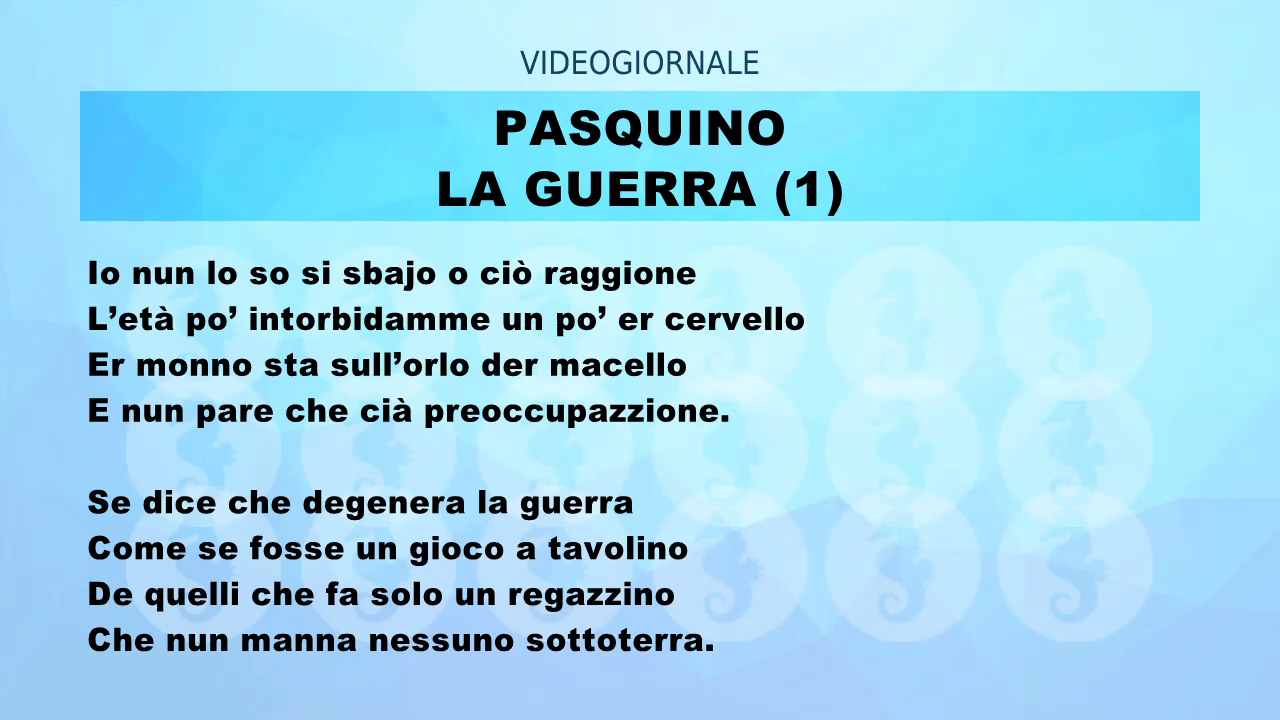 VIDEOGIORNALE
PASQUINO
LA GUERRA (1)
Io nun lo so si sbajo o ciò raggione
L’età po’ intorbidamme un po’ er cervello
Er monno sta sull’orlo der macello
E nun pare che cià preoccupazzione.
Se dice che degenera la guerra
Come se fosse un gioco a tavolino
De quelli che fa solo un regazzino
Che nun manna nessuno sottoterra.